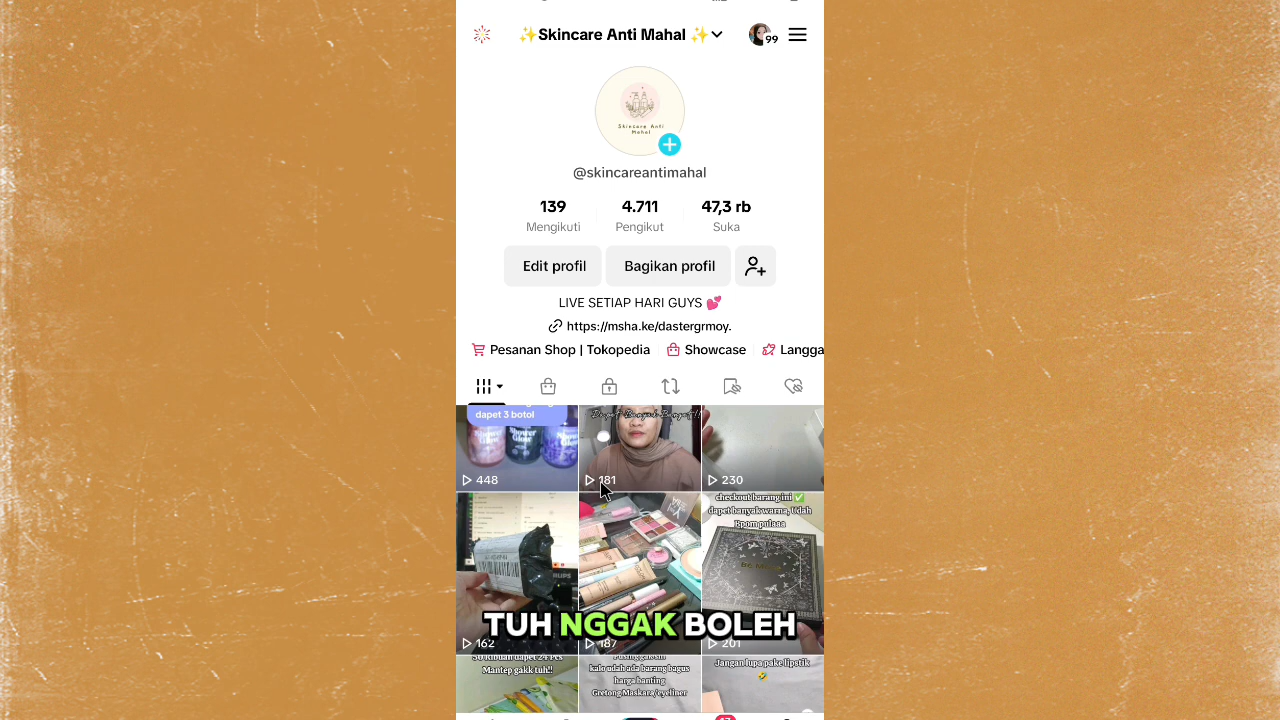 ✨Skincare Anti Mahal ✨
99
Skincare Anti
Mahal
@skincareantimahal
139 4.711 47,3 rb
Mengikuti Pengikut Suka
Edit profil Bagikan profil
LIVE SETIAP HARI GUYS 💕
https://msha.ke/dastergrmoy.
Pesanan Shop | Tokopedia Showcase Langga
dapet 3 botol
Shower Glow
448 181 230
checkout barang ini ✅
dapet banyak warna, Udah
Bpom pulaaa
TUH NGGAK BOLEH
162 187 201
Mantep gakk tuh!!
kalo udah ada barang bagus
harga banting
Gretong Maskara/eyeliner
Jangan lupa pake lipstik
🤣